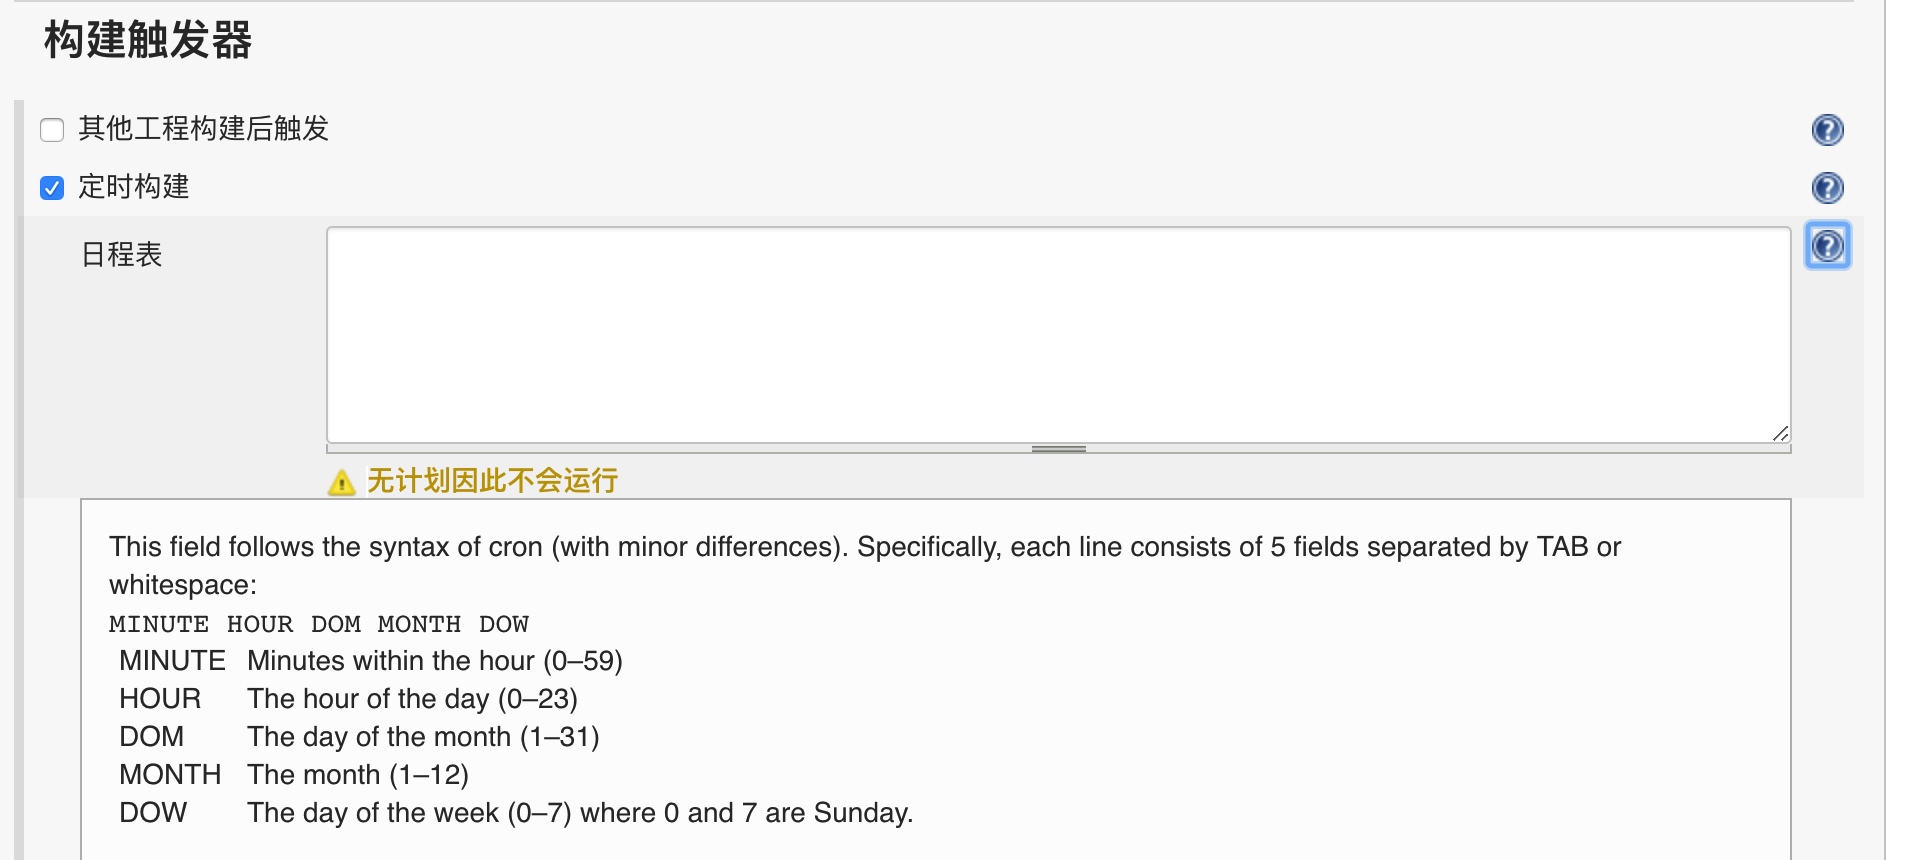 构建触发器
其他工程构建后触发
定时构建
日程表
无计划因此不会运行
This field follows the syntax of cron (with minor differences). Specifically, each line consists of 5 fields separated by TAB or
whitespace:
MINUTE HOUR DOM MONTH DOW
MINUTE Minutes within the hour (0–59)
HOUR The hour of the day (0–23)
DOM The day of the month (1–31)
MONTH The month (1–12)
DOW The day of the week (0–7) where 0 and 7 are Sunday.